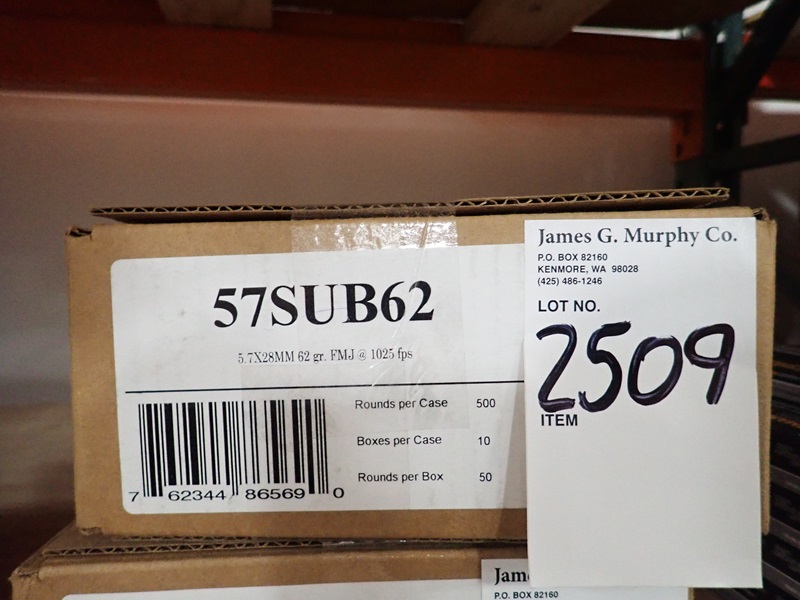 57SUB62
5.7X28MM 62 gr. FMJ @ 1025 fps
Rounds per Case 500
Boxes per Case 10
Rounds per Box 50
7 62344 86569 0
James G. Murphy Co.
P.O. BOX 82160
KENMORE, WA 98028
(425) 486-1246
LOT NO.
2509
ITEM
P.O. BOX 82160